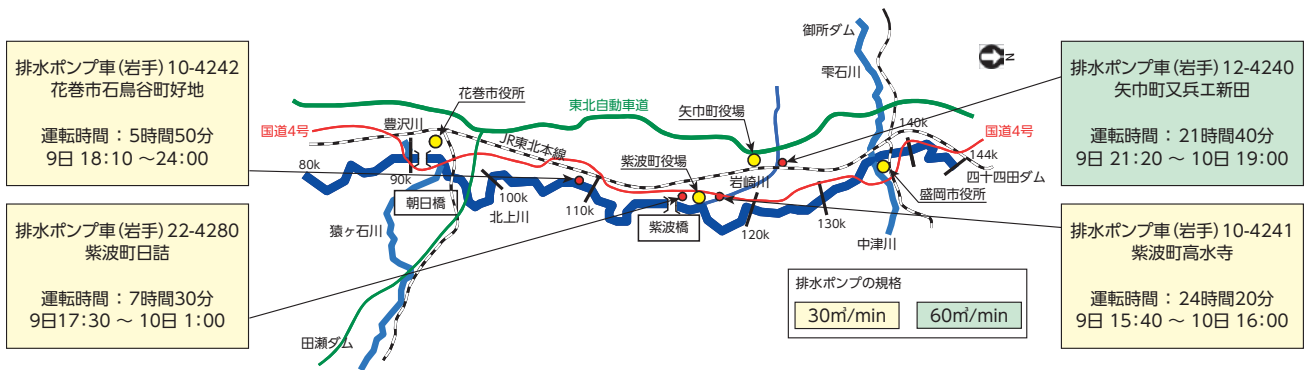 排水ポンプ車(岩手)10-4242
花巻市石鳥谷町好地
運転時間：5時間50分
9日 18:10 ～24:00
排水ポンプ車(岩手)22-4280
紫波町日詰
運転時間：7時間30分
9日17:30 ～ 10日 1:00
御所ダム
雫石川
N
花巻市役所
東北自動車道
矢巾町役場
豊沢川
国道4号
JR東北本線
紫波町役場
140k
国道4号
80k
90k
144k
四十四田ダム
朝日橋
100k
北上川
110k
岩崎川
盛岡市役所
紫波橋
120k
130k
猿ヶ石川
中津川
田瀬ダム
排水ポンプの規格
30㎥/min
60㎥/min
排水ポンプ車(岩手)12-4240
矢巾町又兵エ新田
運転時間：21時間40分
9日 21:20 ～ 10日 19:00
排水ポンプ車(岩手)10-4241
紫波町高水寺
運転時間：24時間20分
9日 15:40 ～ 10日 16:00